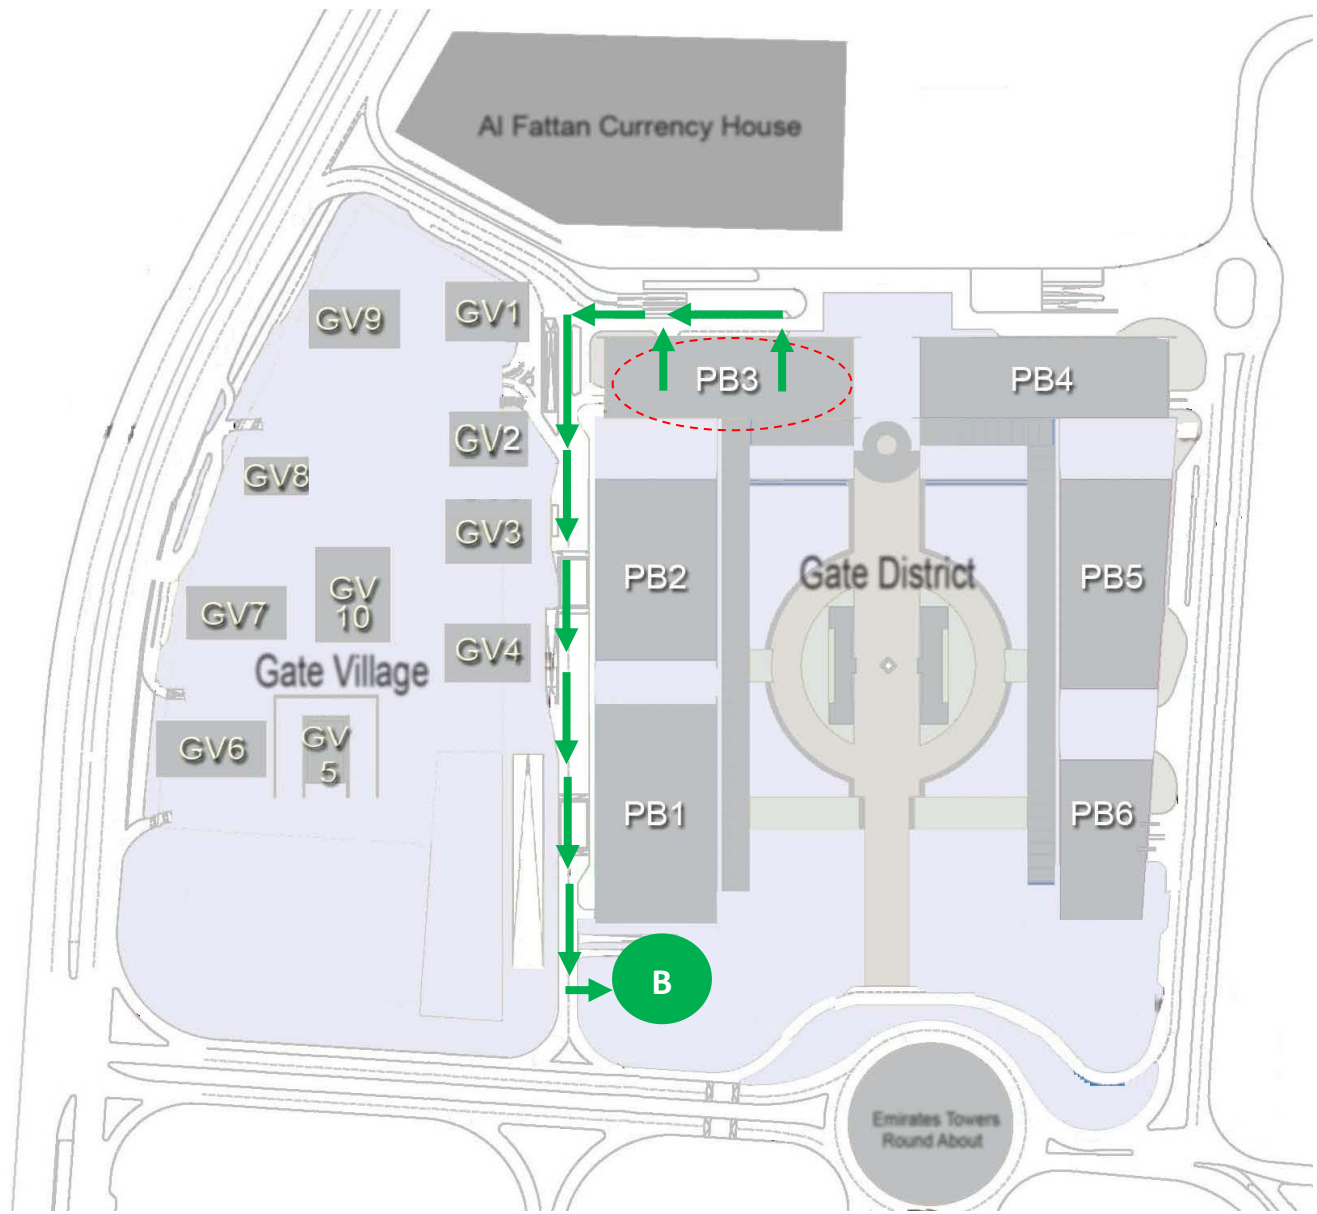 Al Fattan Currency House
GV9
GV1
PB3
PB4
GV2
GV8
GV3
PB2
Gate District
PB5
GV7
GV
10
GV4
Gate Village
GV6
GV
5
PB1
PB6
B
Emirates Towers
Round About